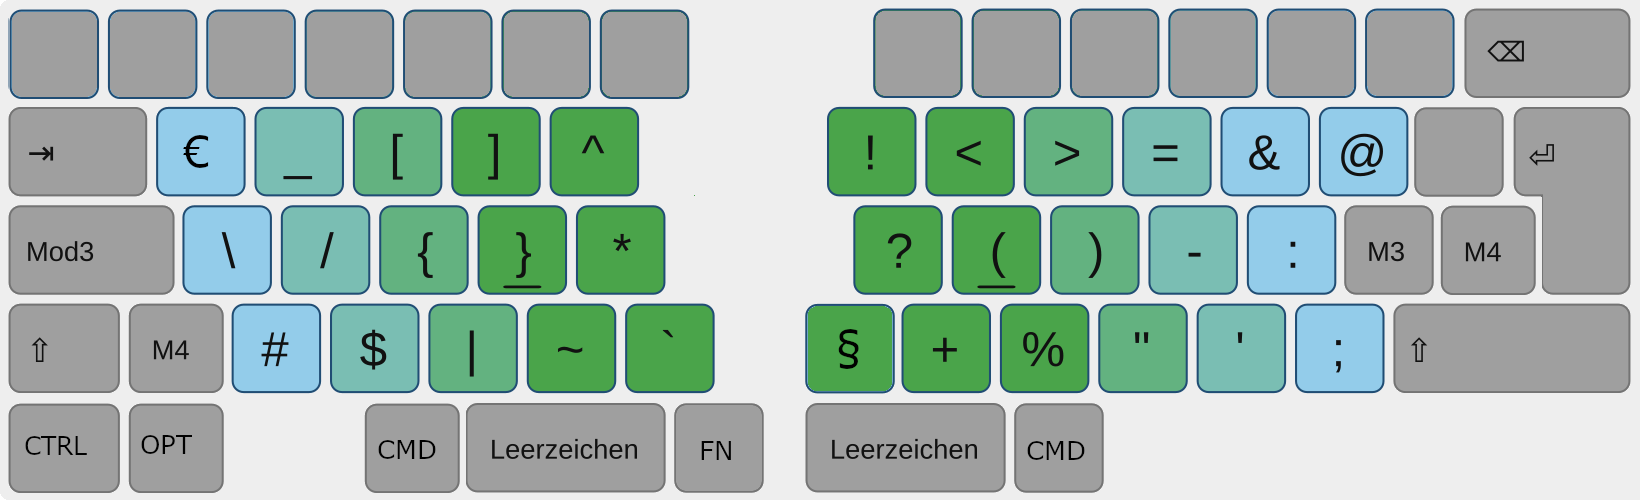 ⌫
⇥ € _ [ ] ^ ! < > = & @ ⏎
Mod3 \ / { } * ? ( ) - : M3 M4
⇧ M4 # $ | ~ ` § + % " ' ; ⇧
CTRL OPT CMD Leerzeichen FN Leerzeichen CMD